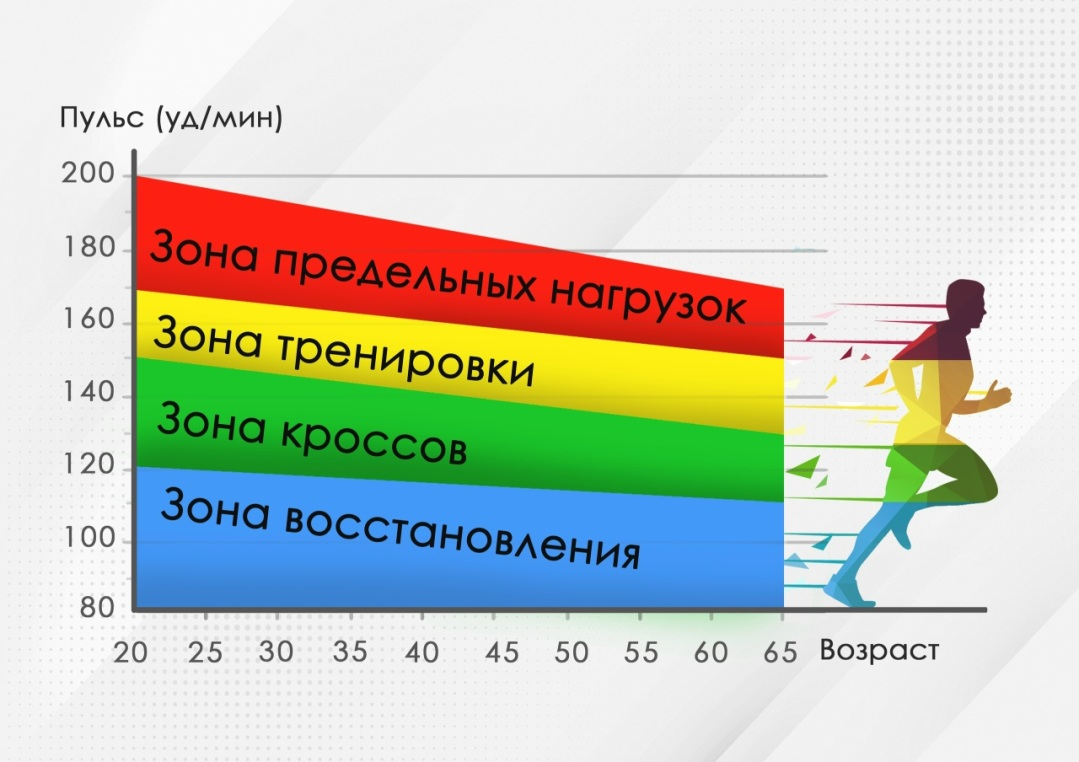 Пульс (уд/мин)
200
180
160
140
120
100
80
Зона предельных нагрузок
Зона тренировки
Зона кроссов
Зона восстановления
20 25 30 35 40 45 50 55 60 65 Возраст